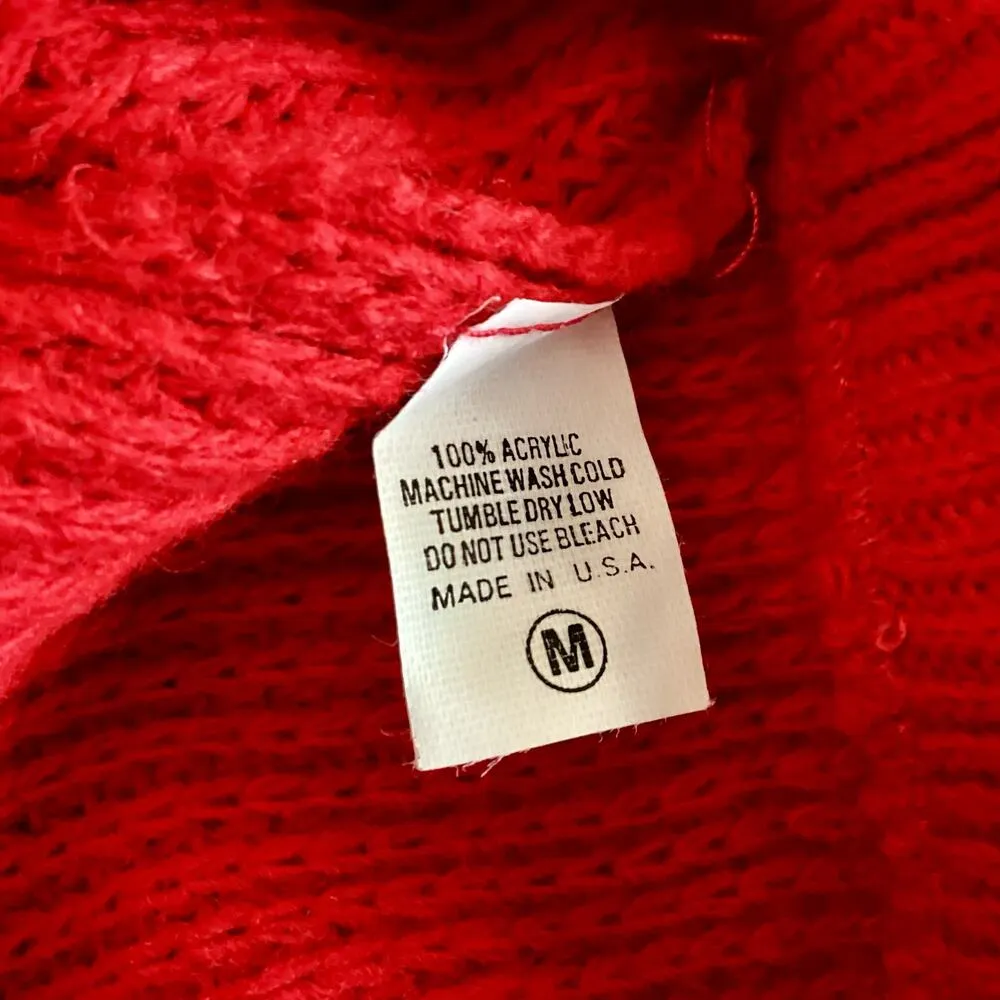 100% ACRYLIC
MACHINE WASH COLD
TUMBLE DRY LOW
DO NOT USE BLEACH
MADE IN U.S.A.
M